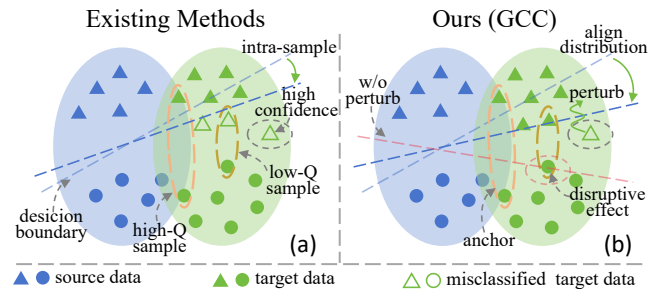 Existing Methods
Ours (GCC)
intra-sample
high
confidence
low-Q
sample
desicion
boundary
high-Q
sample
(a)
align
distribution
w/o
perturb
perturb
disruptive
effect
anchor
(b)
source data
target data
misclassified target data